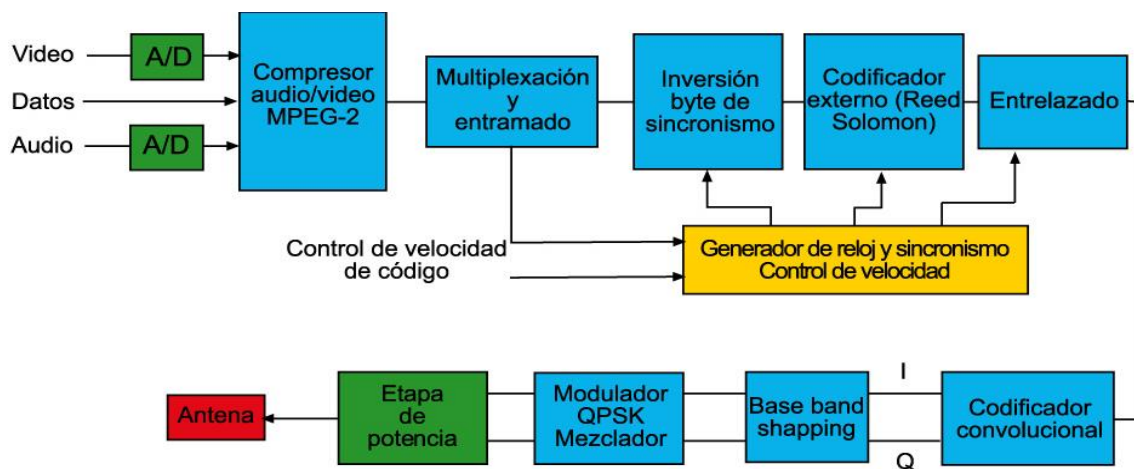 Video
A/D
Datos
Audio
A/D
Compresor
audio/video
MPEG-2
Multiplexación
y
entramado
Inversión
byte de
sincronismo
Codificador
externo (Reed
Solomon)
Entrelazado
Control de velocidad
de código
Generador de reloj y sincronismo
Control de velocidad
Antena
Etapa
de
potencia
Modulador
QPSK
Mezclador
Base band
shapping
I
Q
Codificador
convolucional